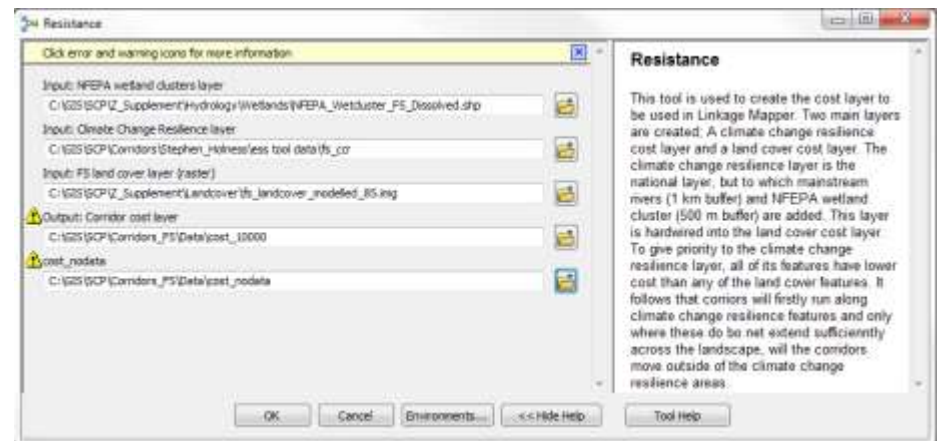 Resistance
Click error and warning icons for more information
Input: NFEPA wetland clusters layer
C:\GIS\SCP\Z_Supplement\Hydrology\Wetlands\NFEPA_Wetcluster_FS_Dissolved.shp
Input: Climate Change Resilience layer
C:\GIS\SCP\Corridors\Stephen_Holness\ess tool data\fs_ccr
Input: FS land cover layer (raster)
C:\GIS\SCP\Z_Supplement\Landcover\fs_landcover_modelled_85.img
Output: Corridor cost layer
C:\GIS\SCP\Corridors_FS\Data\cost_10000
cost_nodata
C:\GIS\SCP\Corridors_FS\Data\cost_nodata
OK
Cancel
Environments...
<< Hide Help
Resistance
This tool is used to create the cost layer to
be used in Linkage Mapper. Two main layers
are created; A climate change resilience
cost layer and a land cover cost layer. The
climate change resilience layer is the
national layer, but to which mainstream
rivers (1 km buffer) and NFEPA wetland
cluster (500 m buffer) are added. This layer
is hardwired into the land cover cost layer.
To give priority to the climate change
resilience layer, all of its features have lower
cost than any of the land cover features. It
follows that corriors will firstly run along
climate change resilience features and only
where these do be net extend sufficienntly
across the landscape, will the corridors
move outside of the climate change
resilience areas.
Tool Help